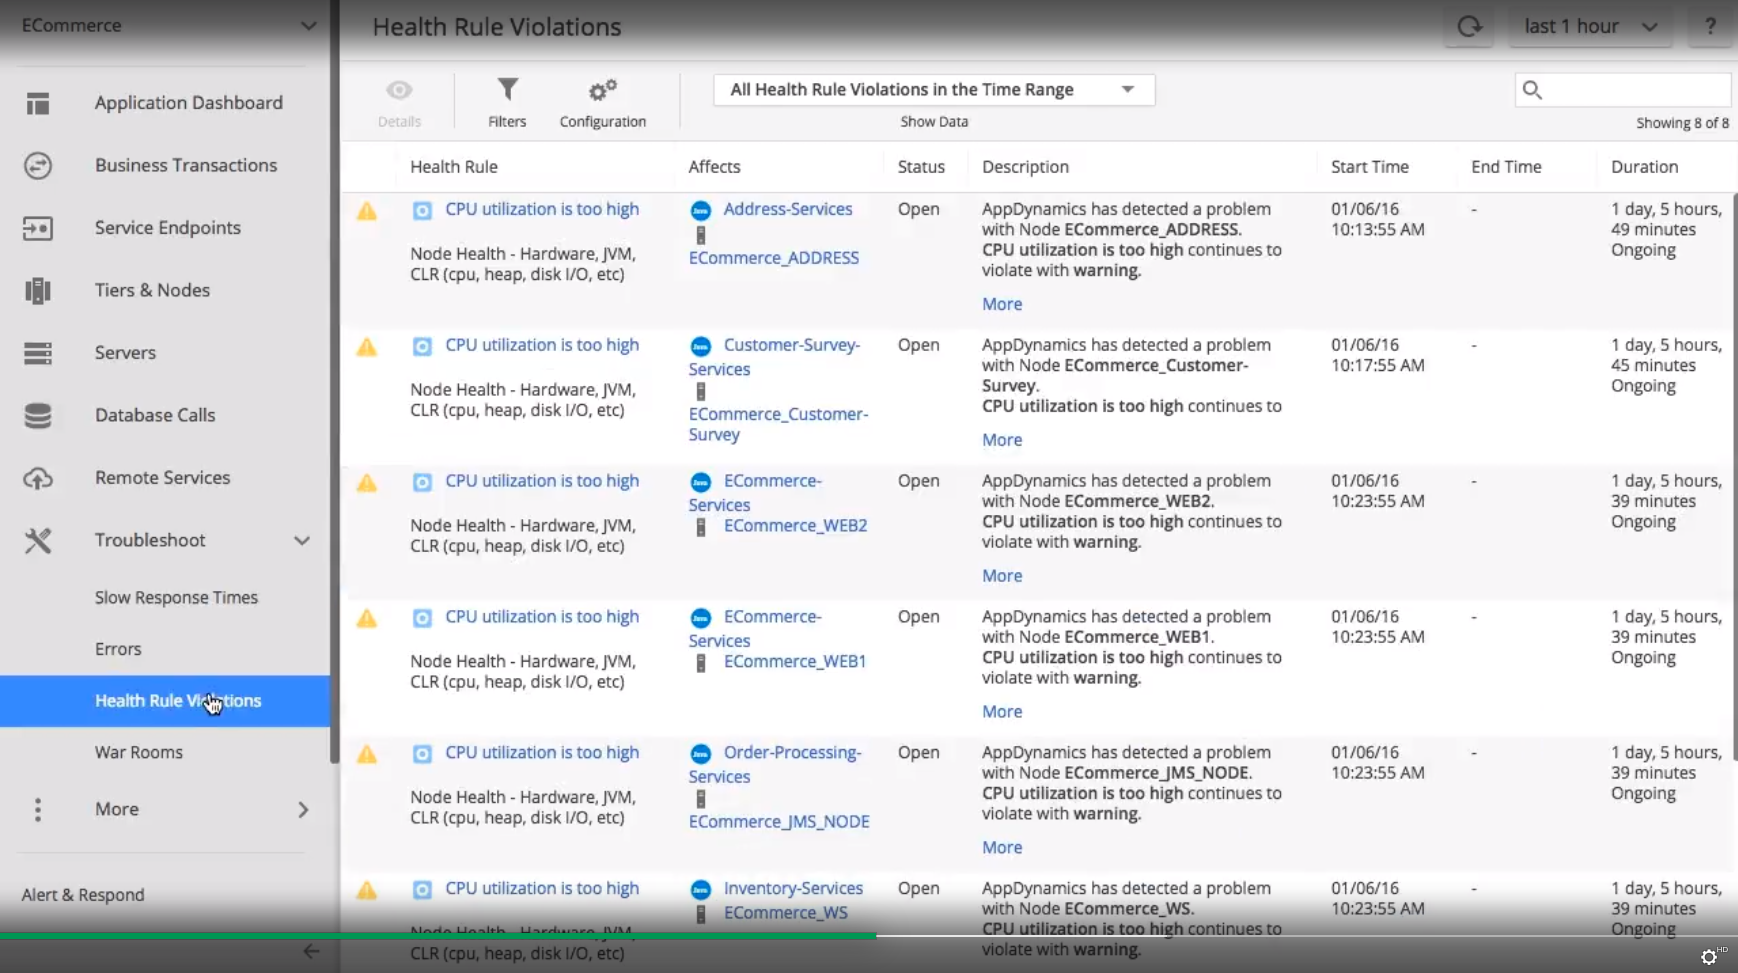 ECommerce
Health Rule Violations
last 1 hour
?
Application Dashboard
Business Transactions
Service Endpoints
Tiers & Nodes
Servers
Database Calls
Remote Services
Troubleshoot
Slow Response Times
Errors
Health Rule Violations
War Rooms
More
Alert & Respond
Details
Filters
Configuration
All Health Rule Violations in the Time Range
Show Data
Showing 8 of 8
Health Rule Affects Status Description Start Time End Time Duration
CPU utilization is too high
Node Health - Hardware, JVM,
CLR (cpu, heap, disk I/O, etc)
Java Address-Services
ECommerce_ADDRESS
Open
AppDynamics has detected a problem
with Node ECommerce_ADDRESS.
CPU utilization is too high continues to
violate with warning.
More
01/06/16
10:13:55 AM
-
1 day, 5 hours,
49 minutes
Ongoing
CPU utilization is too high
Node Health - Hardware, JVM,
CLR (cpu, heap, disk I/O, etc)
Java Customer-Survey-
Services
ECommerce_Customer-
Survey
Open
AppDynamics has detected a problem
with Node ECommerce_Customer-
Survey.
CPU utilization is too high continues to
More
01/06/16
10:17:55 AM
-
1 day, 5 hours,
45 minutes
Ongoing
CPU utilization is too high
Node Health - Hardware, JVM,
CLR (cpu, heap, disk I/O, etc)
Java ECommerce-
Services
ECommerce_WEB2
Open
AppDynamics has detected a problem
with Node ECommerce_WEB2.
CPU utilization is too high continues to
violate with warning.
More
01/06/16
10:23:55 AM
-
1 day, 5 hours,
39 minutes
Ongoing
CPU utilization is too high
Node Health - Hardware, JVM,
CLR (cpu, heap, disk I/O, etc)
Java ECommerce-
Services
ECommerce_WEB1
Open
AppDynamics has detected a problem
with Node ECommerce_WEB1.
CPU utilization is too high continues to
violate with warning.
More
01/06/16
10:23:55 AM
-
1 day, 5 hours,
39 minutes
Ongoing
CPU utilization is too high
Node Health - Hardware, JVM,
CLR (cpu, heap, disk I/O, etc)
Java Order-Processing-
Services
ECommerce_JMS_NODE
Open
AppDynamics has detected a problem
with Node ECommerce_JMS_NODE.
CPU utilization is too high continues to
violate with warning.
More
01/06/16
10:23:55 AM
-
1 day, 5 hours,
39 minutes
Ongoing
CPU utilization is too high
Node Health - Hardware, JVM,
CLR (cpu, heap, disk I/O, etc)
Java Inventory-Services
ECommerce_WS
Open
AppDynamics has detected a problem
with Node ECommerce_WS.
CPU utilization is too high continues to
violate with warning.
01/06/16
10:23:55 AM
-
1 day, 5 hours,
39 minutes
Ongoing
HD